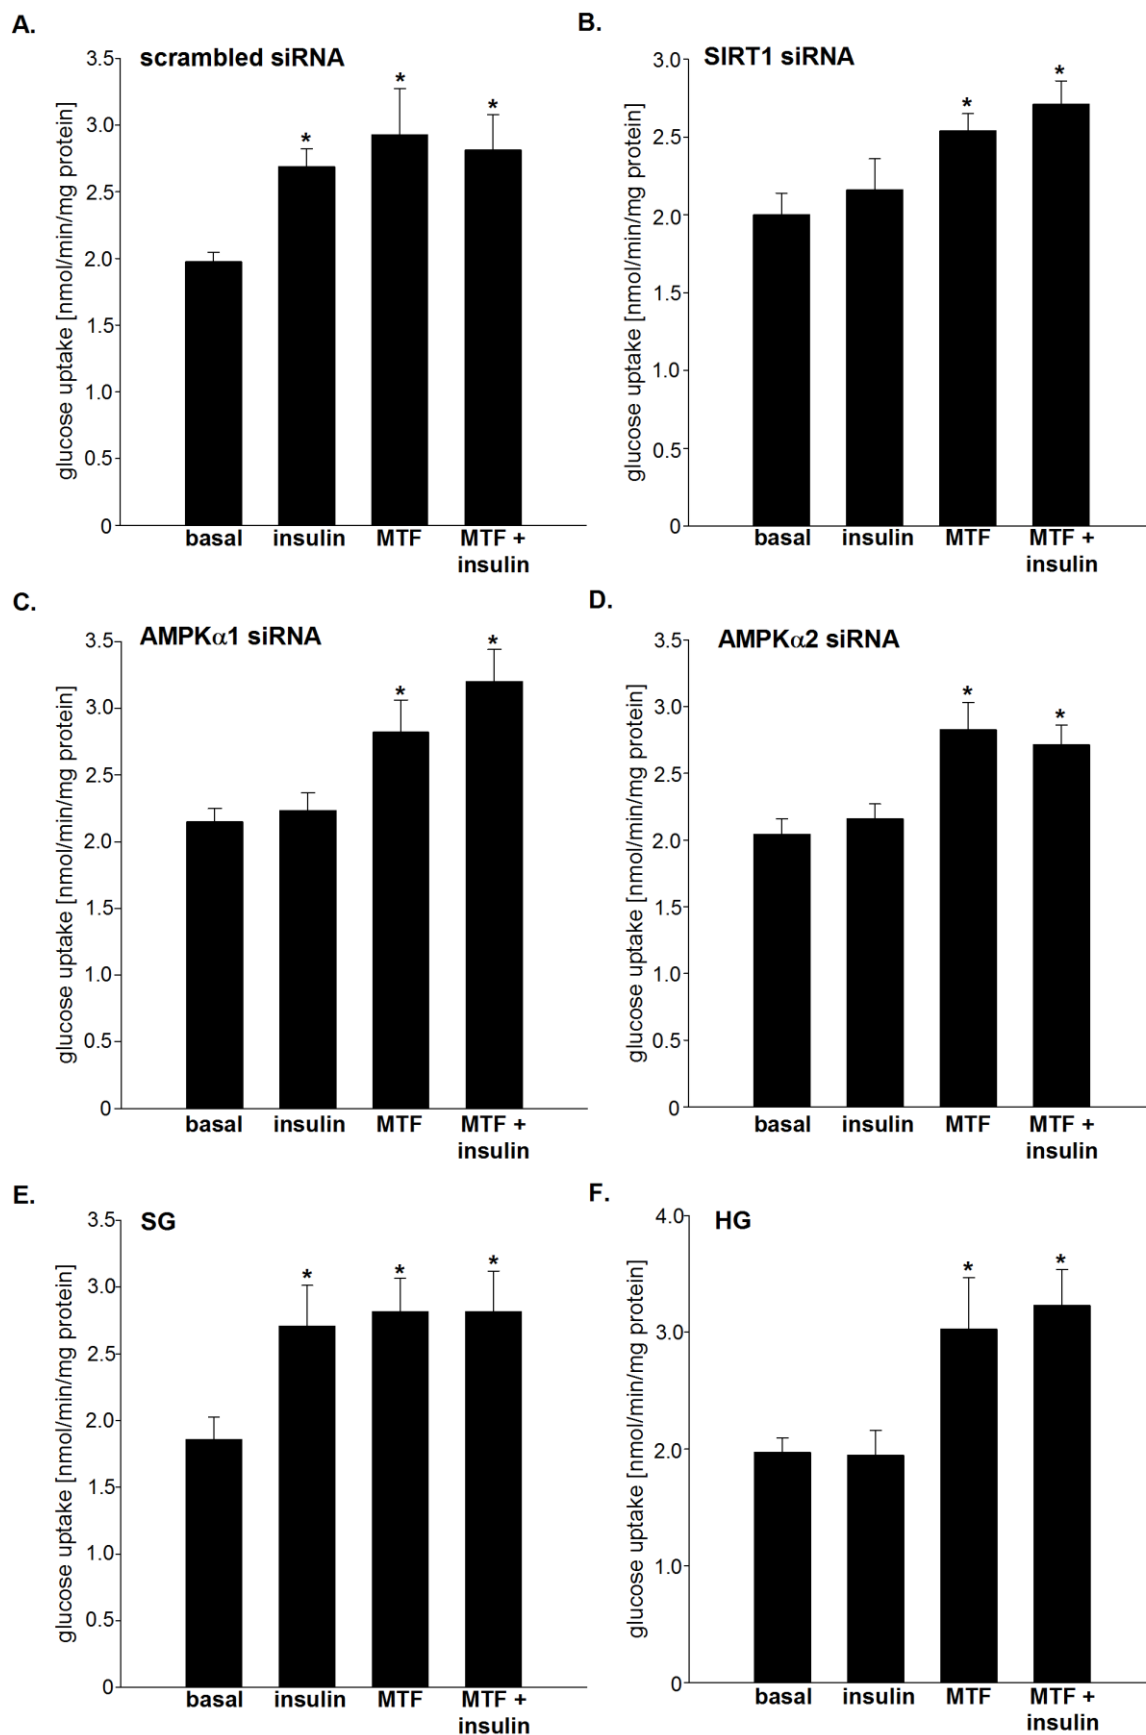 A.
scrambled siRNA
glucose uptake [nmol/min/mg protein]
3.5
3.0
2.5
2.0
1.5
1.0
0.5
0
*
*
*
basal insulin MTF MTF +
insulin
B.
SIRT1 siRNA
glucose uptake [nmol/min/mg protein]
3.0
2.5
2.0
1.5
1.0
0.5
0
*
*
basal insulin MTF MTF +
insulin
C.
AMPKα1 siRNA
glucose uptake [nmol/min/mg protein]
3.5
3.0
2.5
2.0
1.5
1.0
0.5
0
*
*
basal insulin MTF MTF +
insulin
D.
AMPKα2 siRNA
glucose uptake [nmol/min/mg protein]
3.5
3.0
2.5
2.0
1.5
1.0
0.5
0
*
*
basal insulin MTF MTF +
insulin
E.
SG
glucose uptake [nmol/min/mg protein]
3.5
3.0
2.5
2.0
1.5
1.0
0.5
0
*
*
*
basal insulin MTF MTF +
insulin
F.
HG
glucose uptake [nmol/min/mg protein]
4.0
3.0
2.0
1.0
0
*
*
basal insulin MTF MTF +
insulin